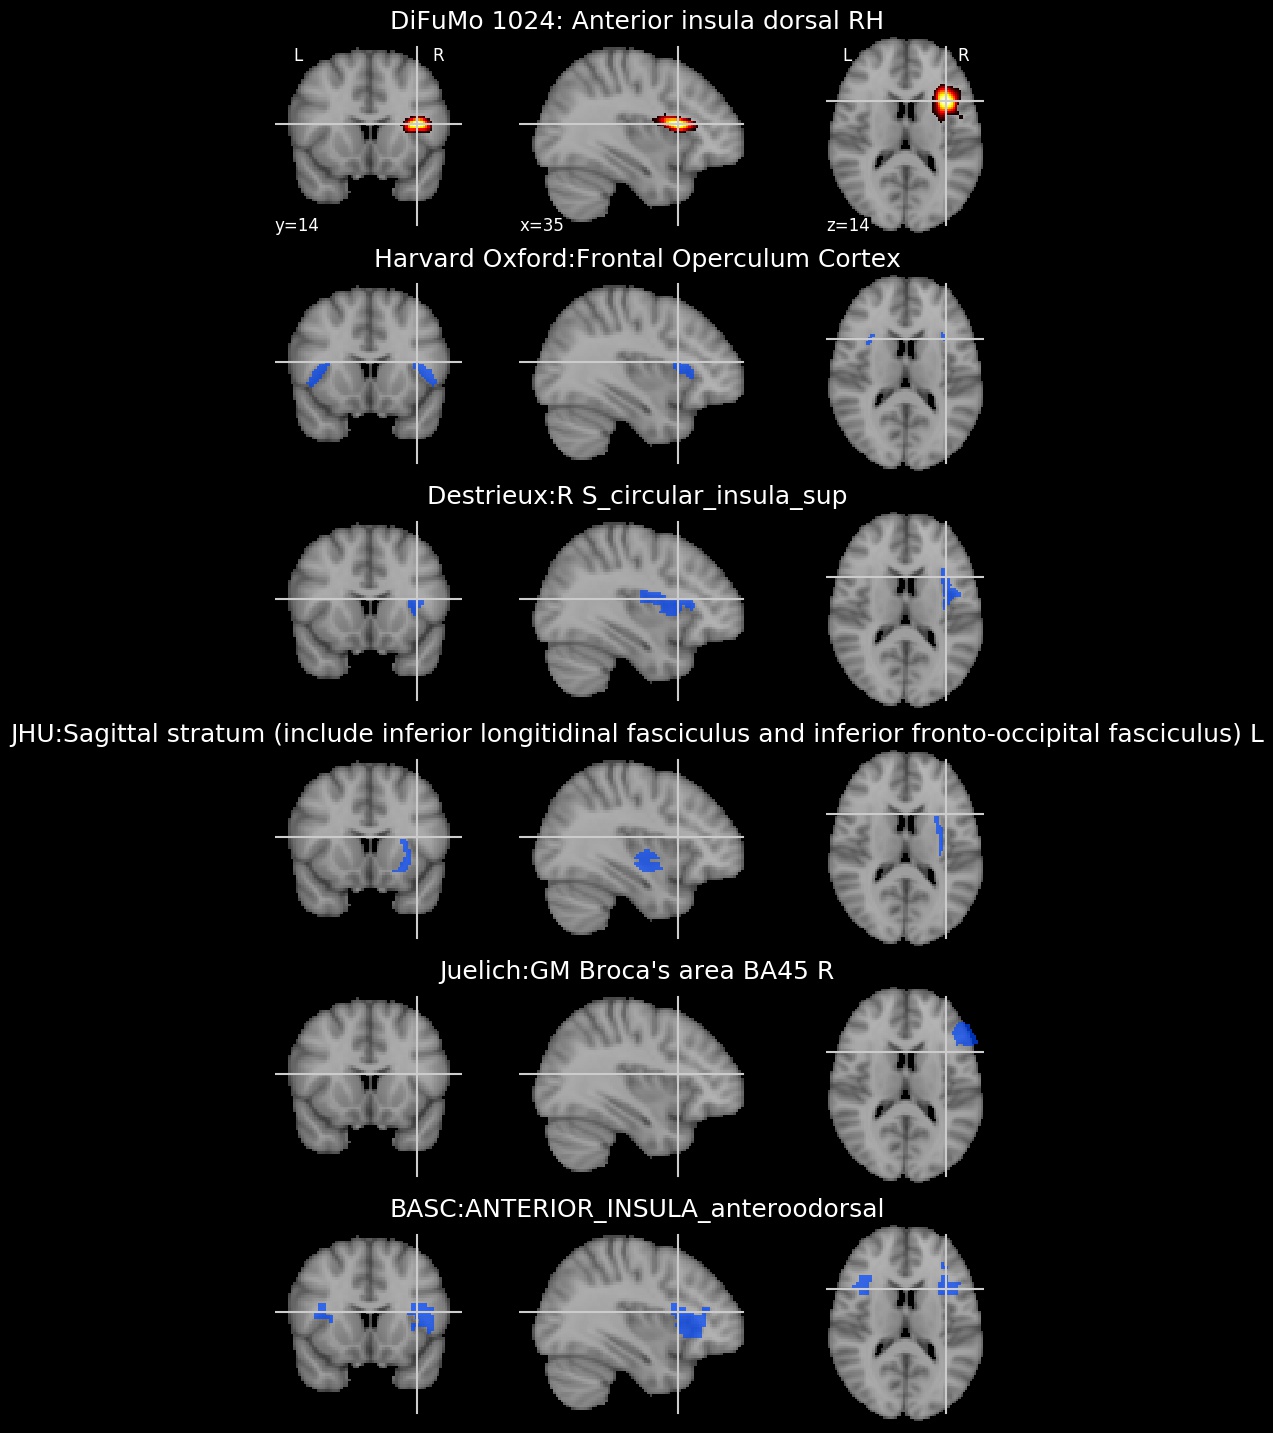 DiFuMo 1024: Anterior insula dorsal RH
L R L R
y=14 x=35 z=14
Harvard Oxford:Frontal Operculum Cortex
Destrieux:R S_circular_insula_sup
JHU:Sagittal stratum (include inferior longitidinal fasciculus and inferior fronto-occipital fasciculus) L
Juelich:GM Broca's area BA45 R
BASC:ANTERIOR_INSULA_anteroodorsal